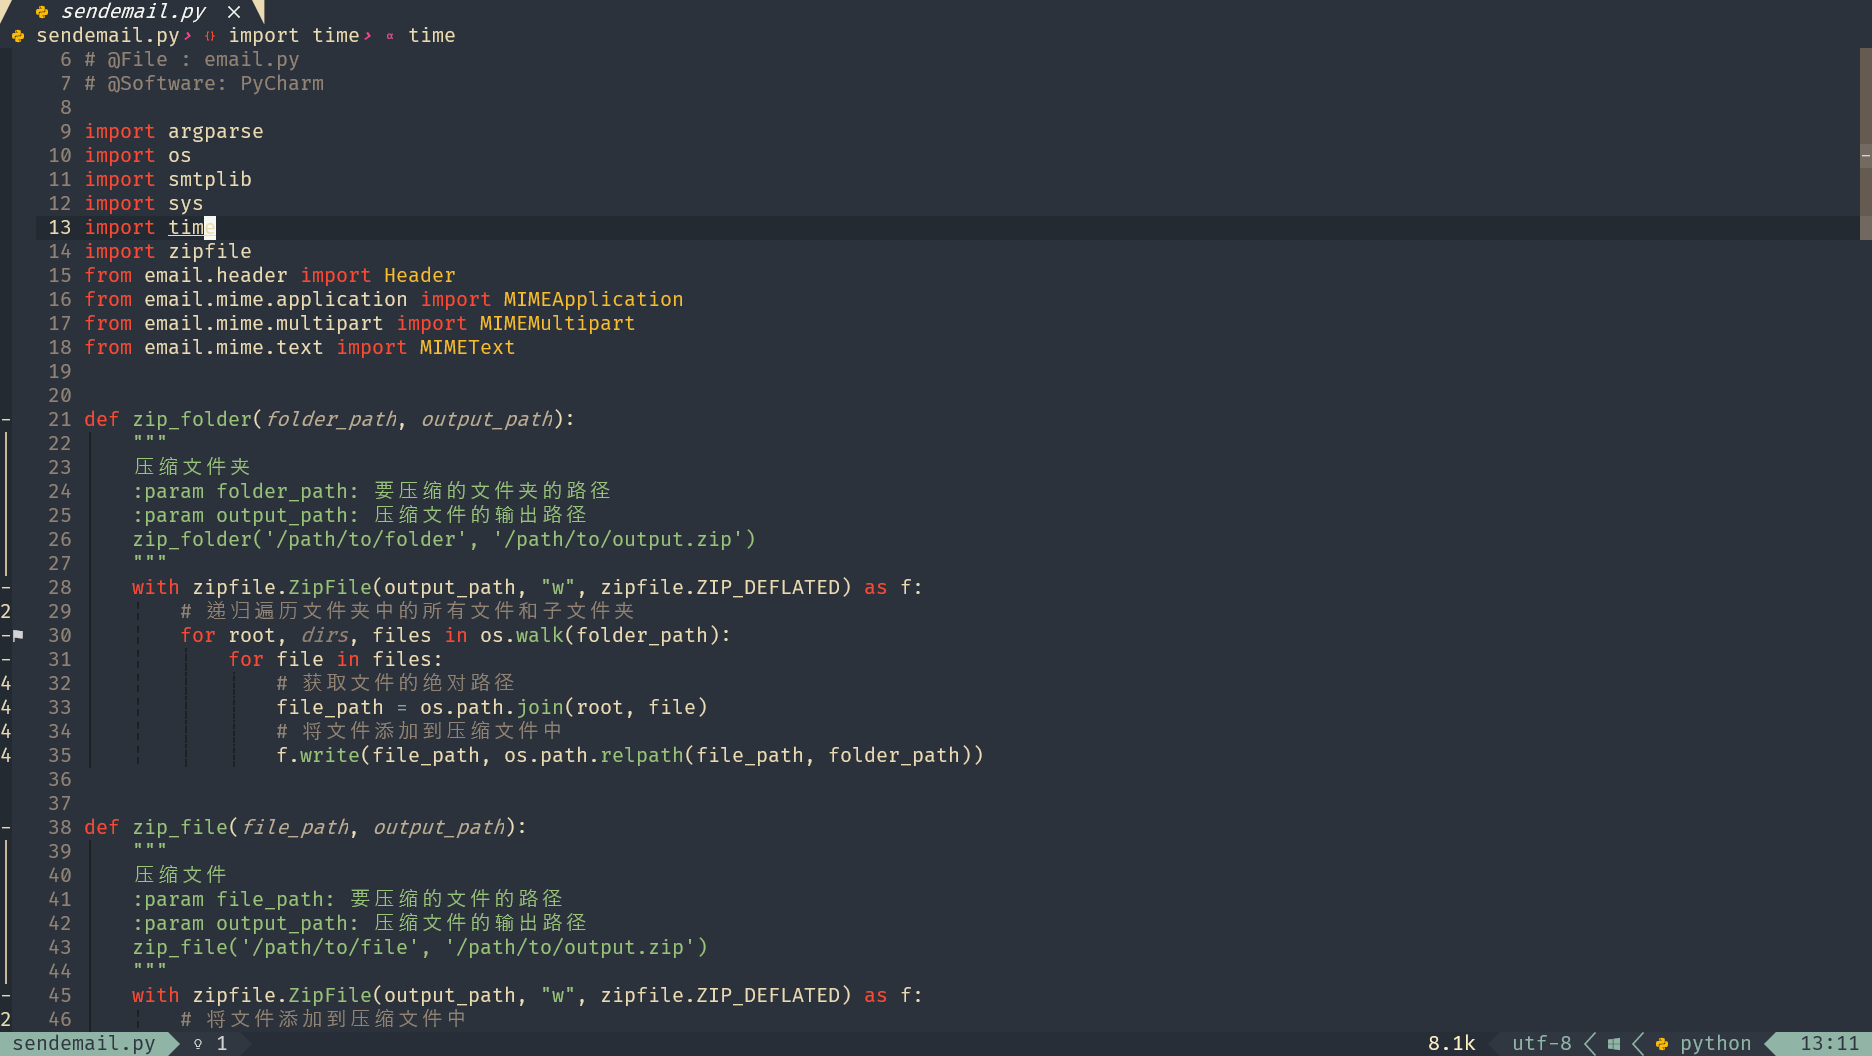 sendemail.py ×
sendemail.py› {} import time› time
6 # @File : email.py
7 # @Software: PyCharm
8
9 import argparse
10 import os
11 import smtplib
12 import sys
13 import time
14 import zipfile
15 from email.header import Header
16 from email.mime.application import MIMEApplication
17 from email.mime.multipart import MIMEMultipart
18 from email.mime.text import MIMEText
19
20
- 21 def zip_folder(folder_path, output_path):
22     """
23     压缩文件夹
24     :param folder_path: 要压缩的文件夹的路径
25     :param output_path: 压缩文件的输出路径
26     zip_folder('/path/to/folder', '/path/to/output.zip')
27     """
- 28     with zipfile.ZipFile(output_path, "w", zipfile.ZIP_DEFLATED) as f:
2 29         # 递归遍历文件夹中的所有文件和子文件夹
- 30         for root, dirs, files in os.walk(folder_path):
- 31             for file in files:
4 32                 # 获取文件的绝对路径
4 33                 file_path = os.path.join(root, file)
4 34                 # 将文件添加到压缩文件中
4 35                 f.write(file_path, os.path.relpath(file_path, folder_path))
36
37
- 38 def zip_file(file_path, output_path):
39     """
40     压缩文件
41     :param file_path: 要压缩的文件的路径
42     :param output_path: 压缩文件的输出路径
43     zip_file('/path/to/file', '/path/to/output.zip')
44     """
- 45     with zipfile.ZipFile(output_path, "w", zipfile.ZIP_DEFLATED) as f:
2 46         # 将文件添加到压缩文件中
sendemail.py 1 8.1k utf-8 python 13:11